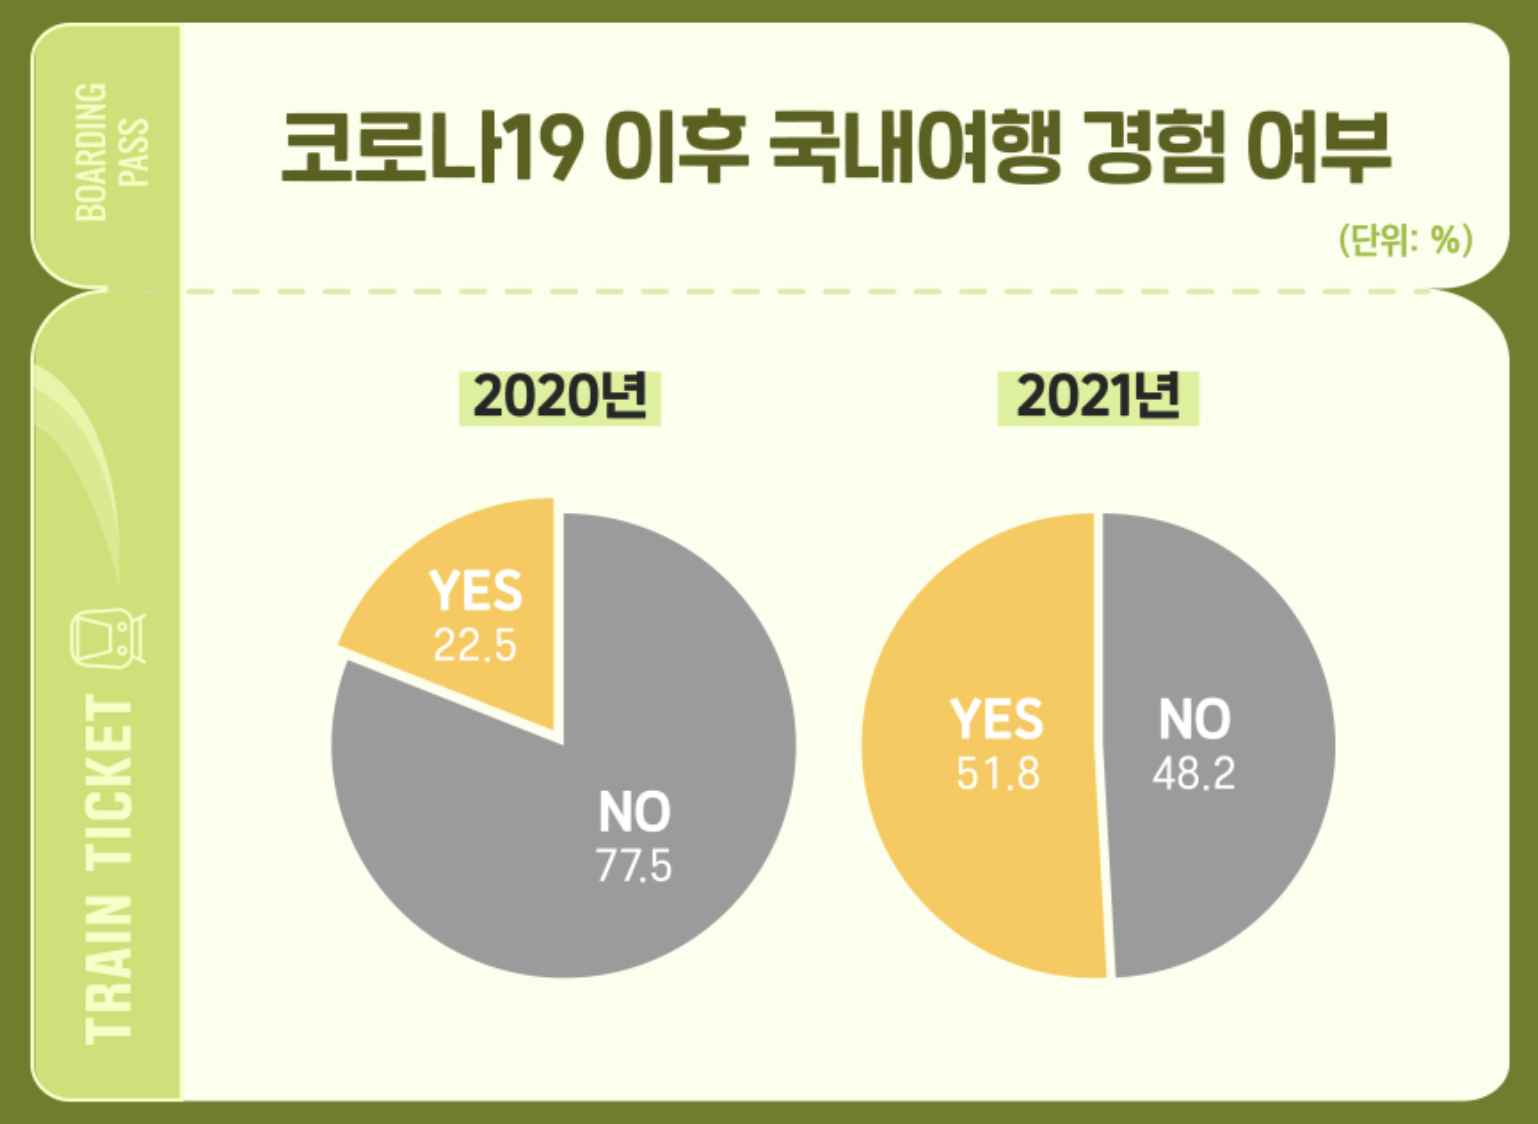 BOARDING
PASS
코로나19 이후 국내여행 경험 여부
(단위: %)
2020년
2021년
YES
22.5
NO
77.5
YES
51.8
NO
48.2
TRAIN TICKET